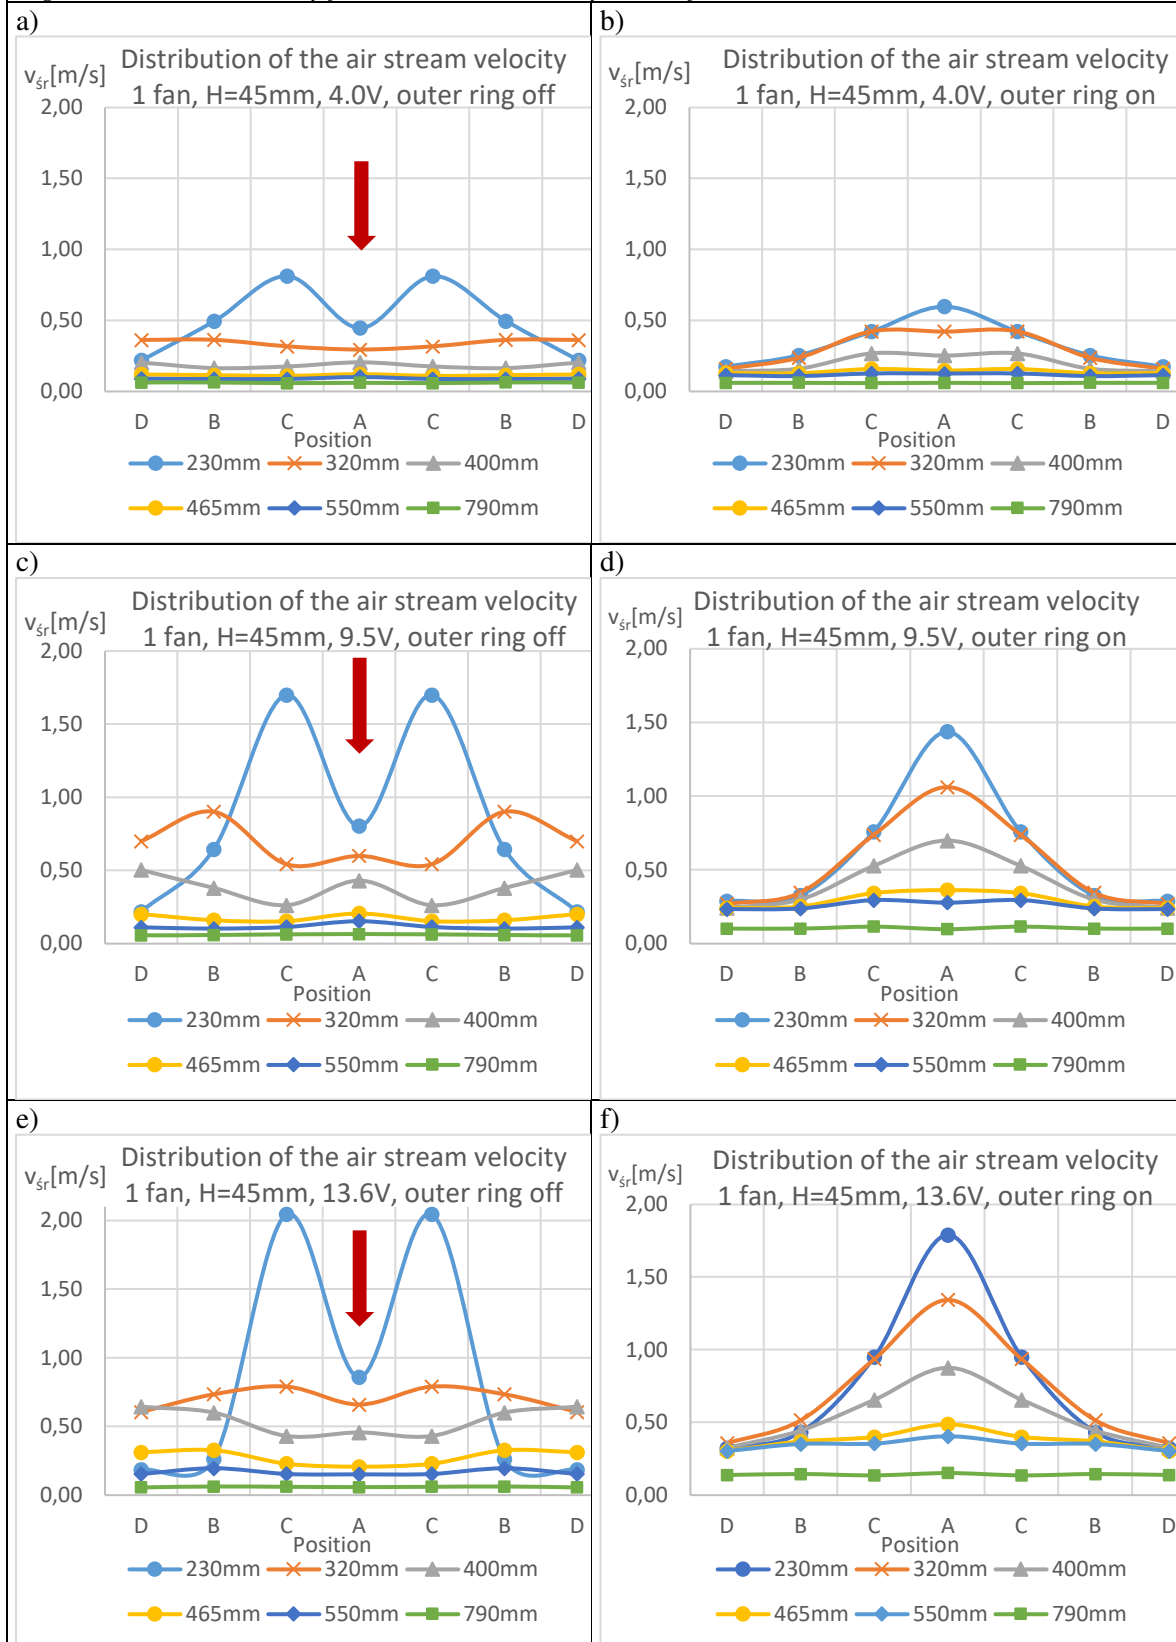 a)
Distribution of the air stream velocity
1 fan, H=45mm, 4.0V, outer ring off
vśr[m/s]
2,00
1,50
1,00
0,50
0,00
D B C A C B D
Position
230mm 320mm 400mm
465mm 550mm 790mm
b)
Distribution of the air stream velocity
1 fan, H=45mm, 4.0V, outer ring on
vśr[m/s]
2,00
1,50
1,00
0,50
0,00
D B C A C B D
Position
230mm 320mm 400mm
465mm 550mm 790mm
c)
Distribution of the air stream velocity
1 fan, H=45mm, 9.5V, outer ring off
vśr[m/s]
2,00
1,50
1,00
0,50
0,00
D B C A C B D
Position
230mm 320mm 400mm
465mm 550mm 790mm
d)
Distribution of the air stream velocity
1 fan, H=45mm, 9.5V, outer ring on
vśr[m/s]
2,00
1,50
1,00
0,50
0,00
D B C A C B D
Position
230mm 320mm 400mm
465mm 550mm 790mm
e)
Distribution of the air stream velocity
1 fan, H=45mm, 13.6V, outer ring off
vśr[m/s]
2,00
1,50
1,00
0,50
0,00
D B C A C B D
Position
230mm 320mm 400mm
465mm 550mm 790mm
f)
Distribution of the air stream velocity
1 fan, H=45mm, 13.6V, outer ring on
vśr[m/s]
2,00
1,50
1,00
0,50
0,00
D B C A C B D
Position
230mm 320mm 400mm
465mm 550mm 790mm